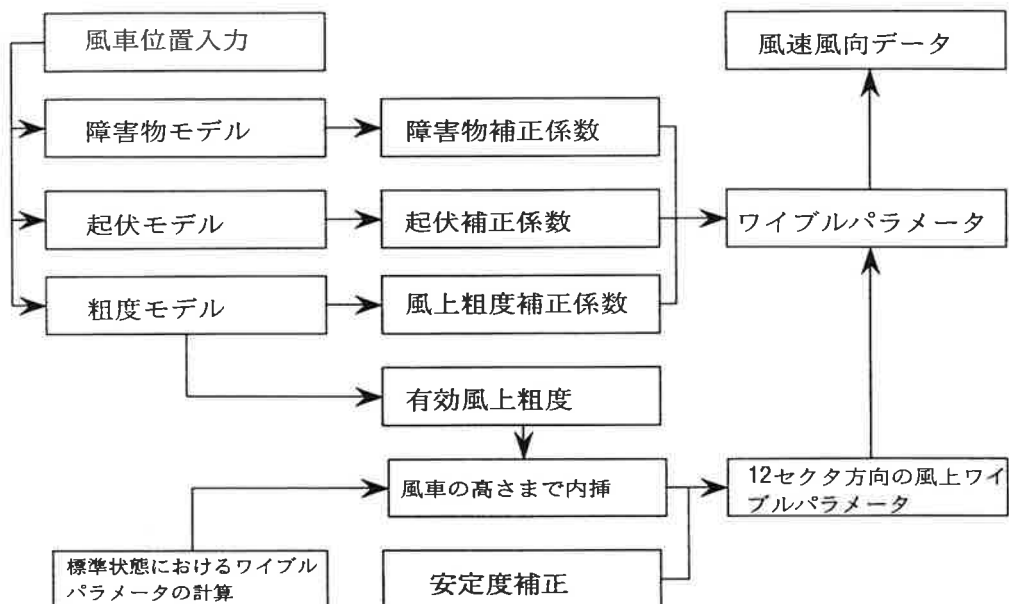 風車位置入力
風速風向データ
障害物モデル
障害物補正係数
起伏モデル
起伏補正係数
ワイブルパラメータ
粗度モデル
風上粗度補正係数
有効風上粗度
風車の高さまで内挿
12セクタ方向の風上ワイ
ブルパラメータ
標準状態におけるワイブル
パラメータの計算
安定度補正